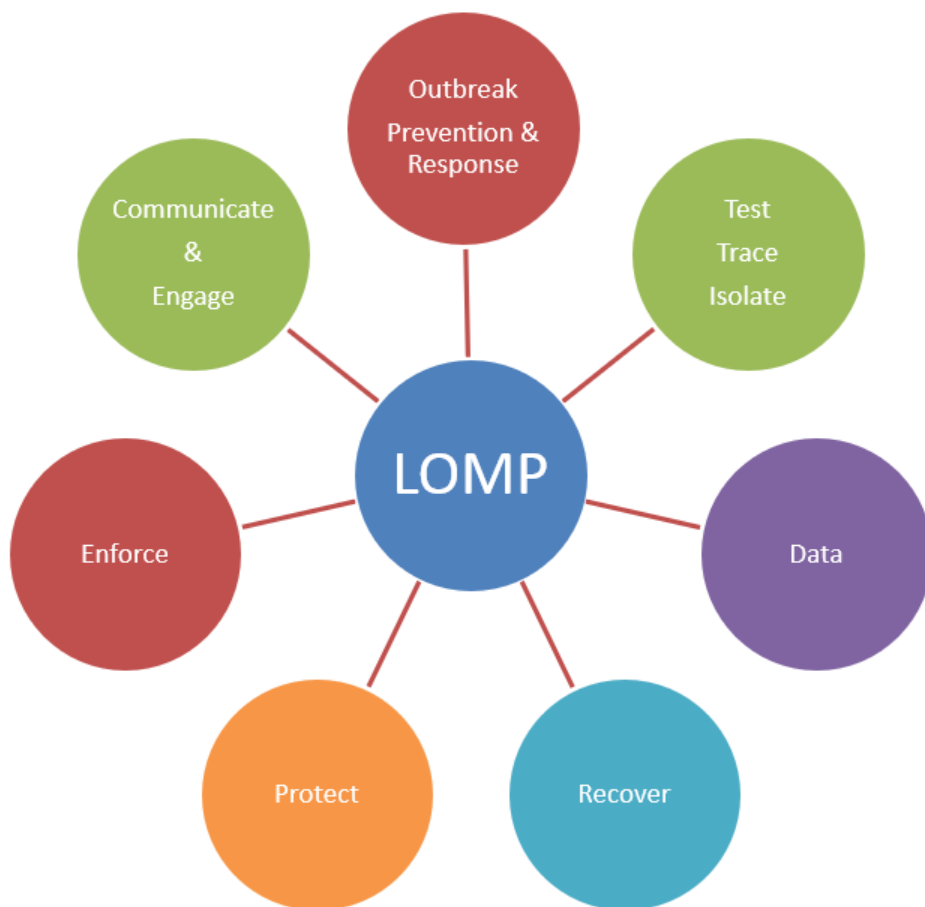 Outbreak
Prevention &
Response
Communicate
&
Engage
Test
Trace
Isolate
LOMP
Enforce
Data
Protect
Recover